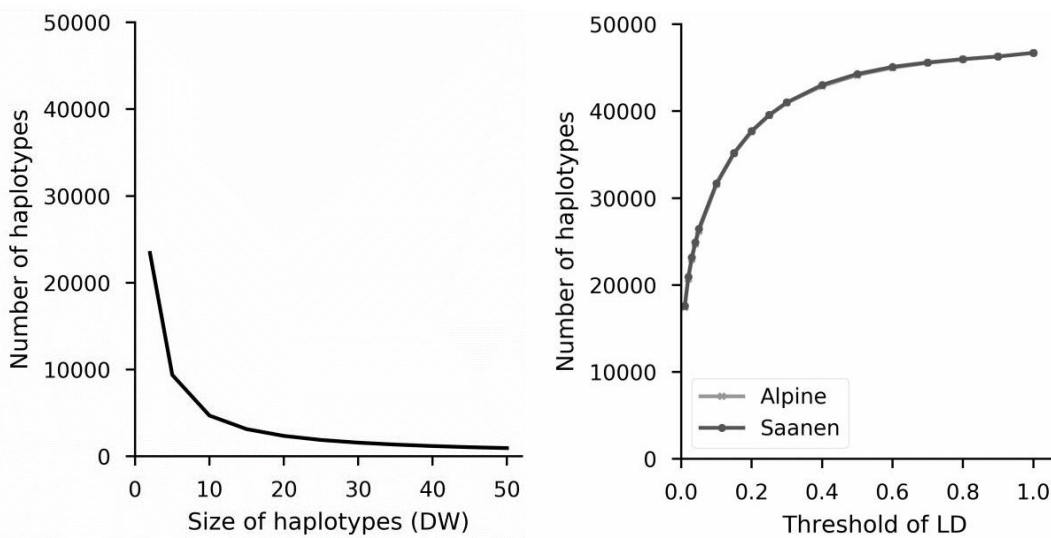 Number of haplotypes
50000
40000
30000
20000
10000
0
0 10 20 30 40 50
Size of haplotypes (DW)
Number of haplotypes
50000
40000
30000
20000
10000
0
Alpine
Saanen
0.0 0.2 0.4 0.6 0.8 1.0
Threshold of LD